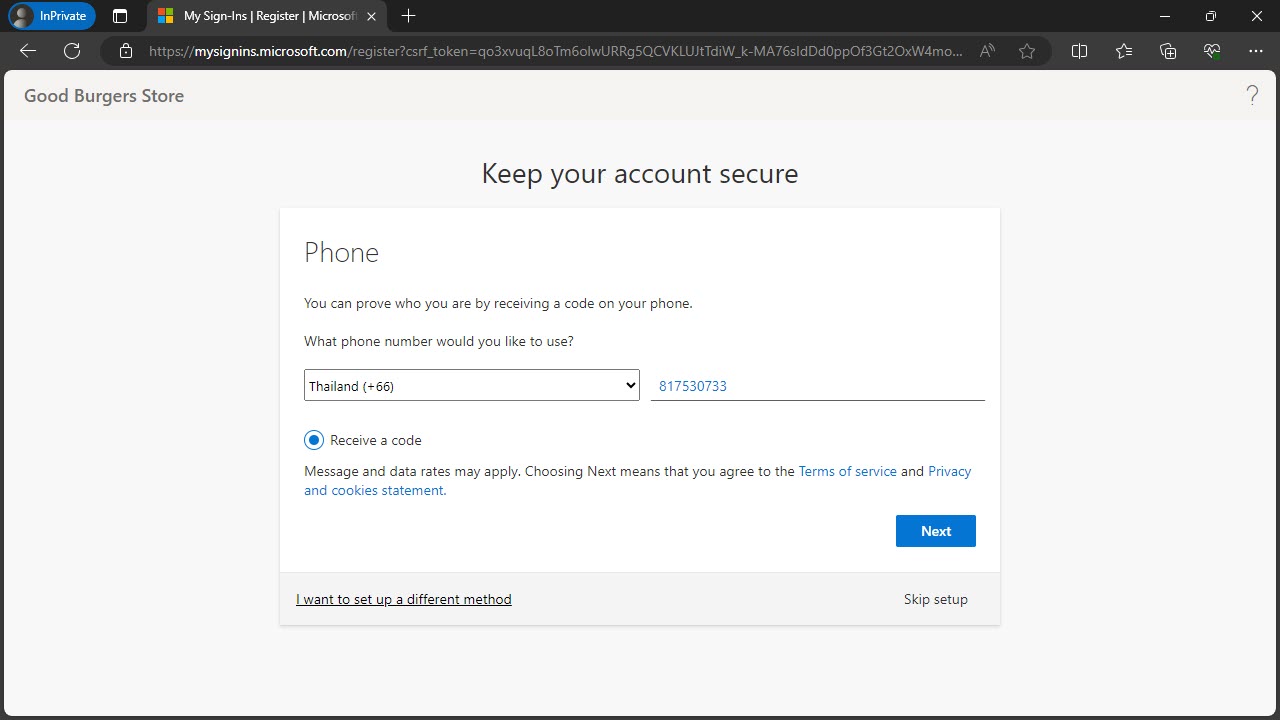 InPrivate
My Sign-Ins | Register | Microsof
https://mysignins.microsoft.com/register?csrf_token=qo3xvuqL8oTm6olwURRg5QCVKLUJtTdiW_k-MA76sIdDd0ppOf3Gt2OxW4mo...
Good Burgers Store
?
Keep your account secure
Phone
You can prove who you are by receiving a code on your phone.
What phone number would you like to use?
Thailand (+66)
817530733
Receive a code
Message and data rates may apply. Choosing Next means that you agree to the Terms of service and Privacy
and cookies statement.
Next
I want to set up a different method
Skip setup